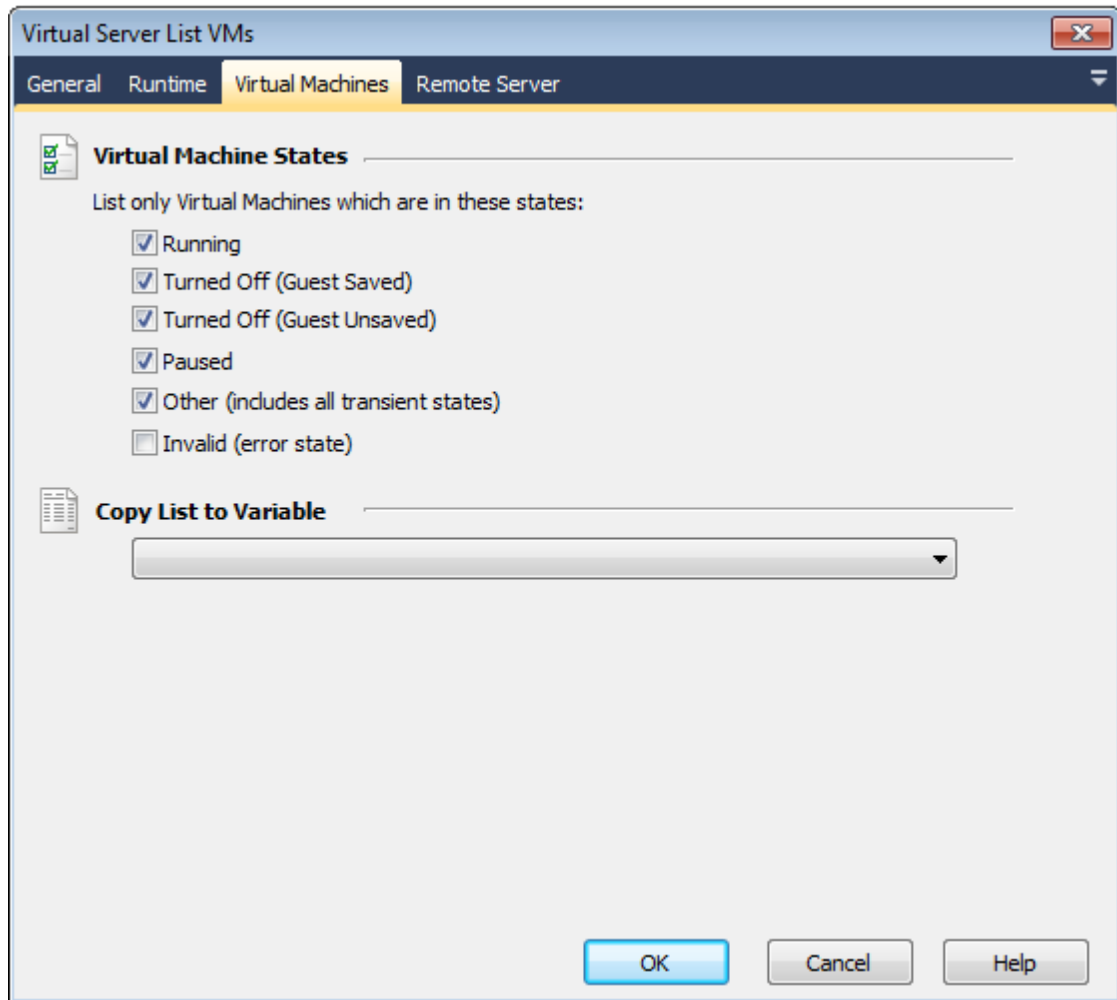 Virtual Server List VMs
General Runtime Virtual Machines Remote Server
Virtual Machine States
List only Virtual Machines which are in these states:
Running
Turned Off (Guest Saved)
Turned Off (Guest Unsaved)
Paused
Other (includes all transient states)
Invalid (error state)
Copy List to Variable
OK Cancel Help